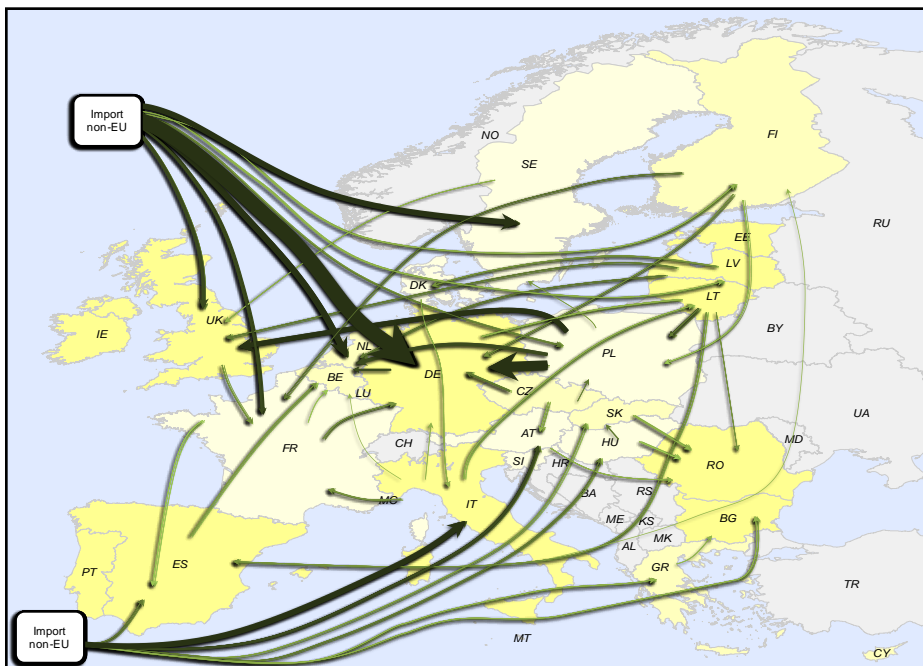 Import
non-EU
NO
FI
SE
RU
EE
LV
DK
LT
UK
IE
BY
NL
PL
BE
DE
LU
CZ
UA
SK
AT
FR
CH
HU
MD
SI
HR
RO
BA
RS
MC
IT
ME
KS
BG
MK
AL
PT
ES
GR
TR
Import
non-EU
MT
CY